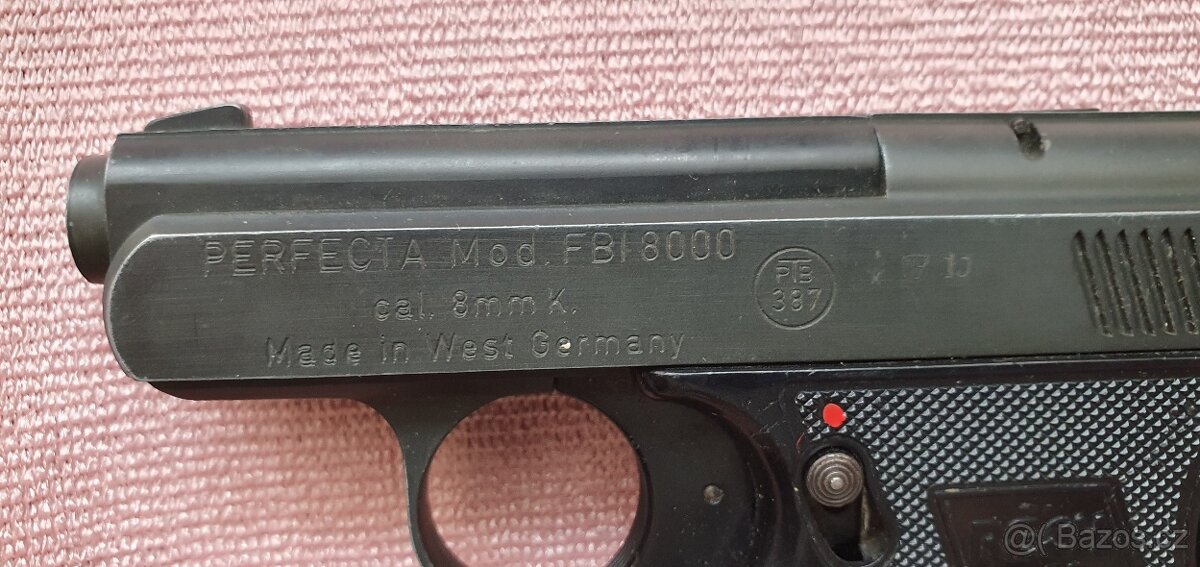 PERFECTA Mod. FBI 8000
cal. 8mm K.
Made in West Germany
PTB
387
@( Bazos.cz